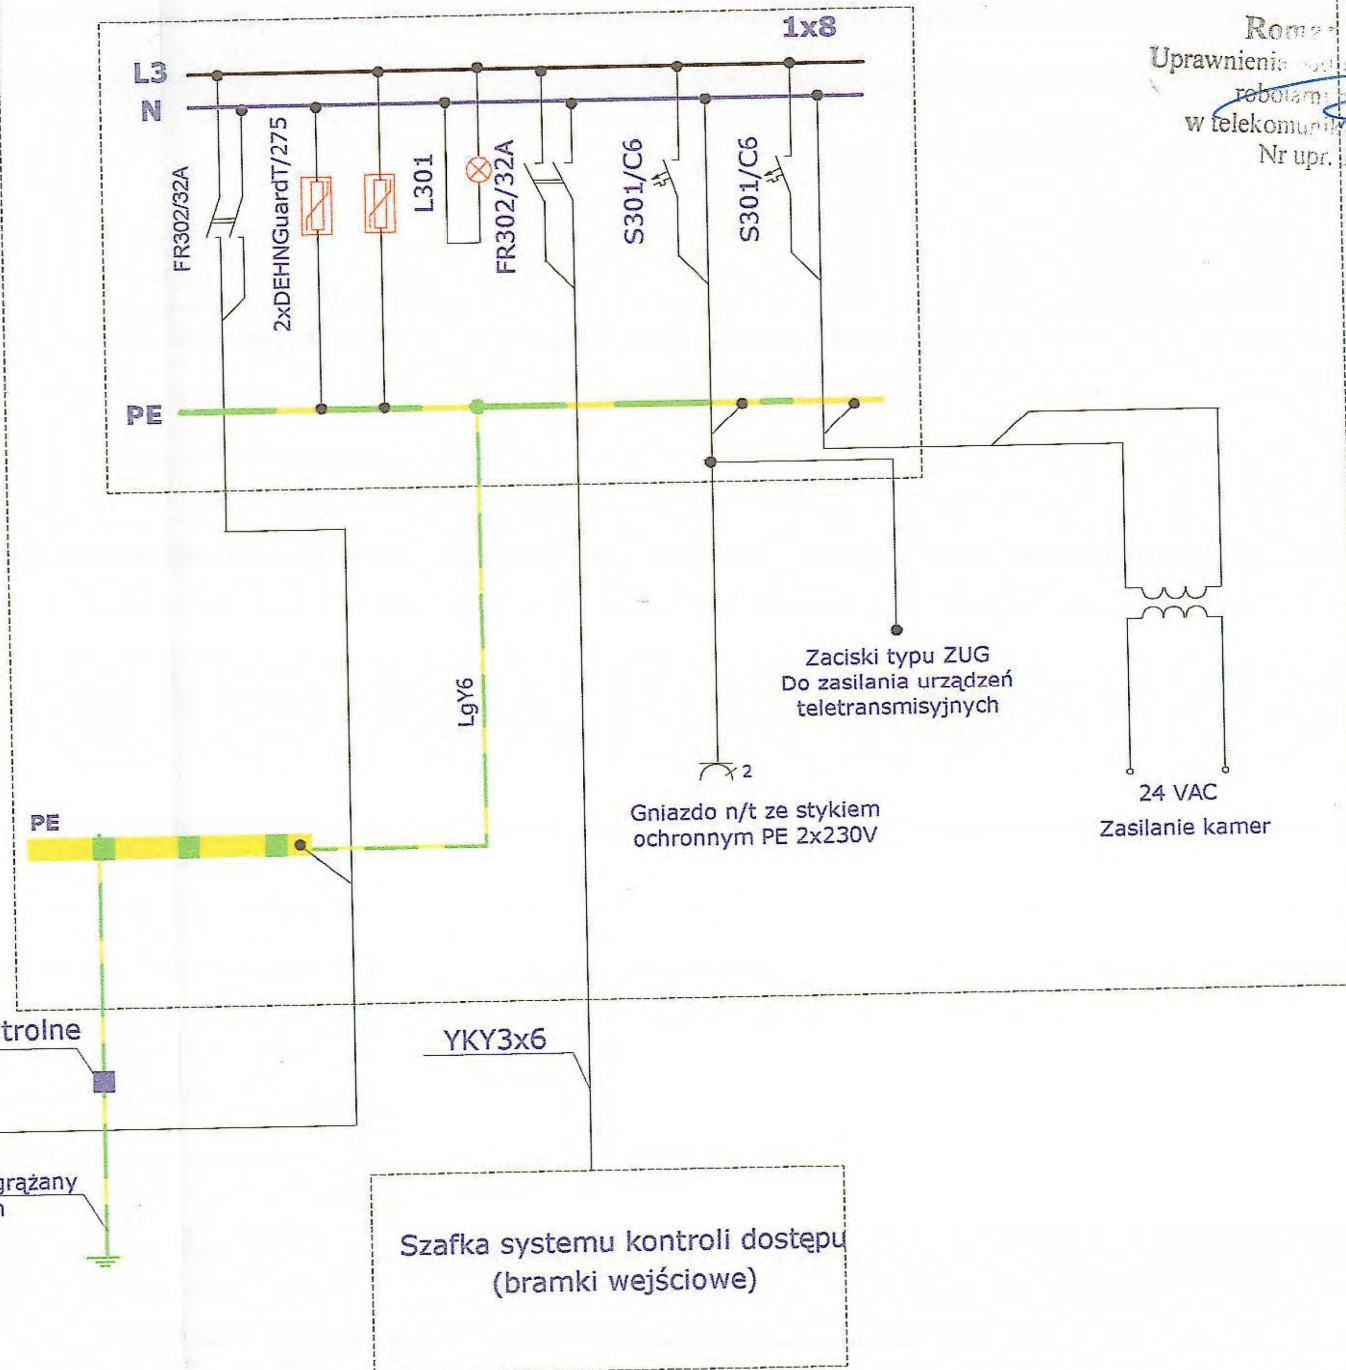 1x8
L3
N
FR302/32A
2xDEHNGuardT/275
L301
FR302/32A
S301/C6
S301/C6
PE
Uprawnienia
w telekomunik
Nr upr.
LgY6
Zaciski typu ZUG
Do zasilania urządzeń
teletransmisyjnych
2
Gniazdo n/t ze stykiem
ochronnym PE 2x230V
24 VAC
Zasilanie kamer
PE
trolne
YKY3x6
grążany
Szafka systemu kontroli dostępu
(bramki wejściowe)